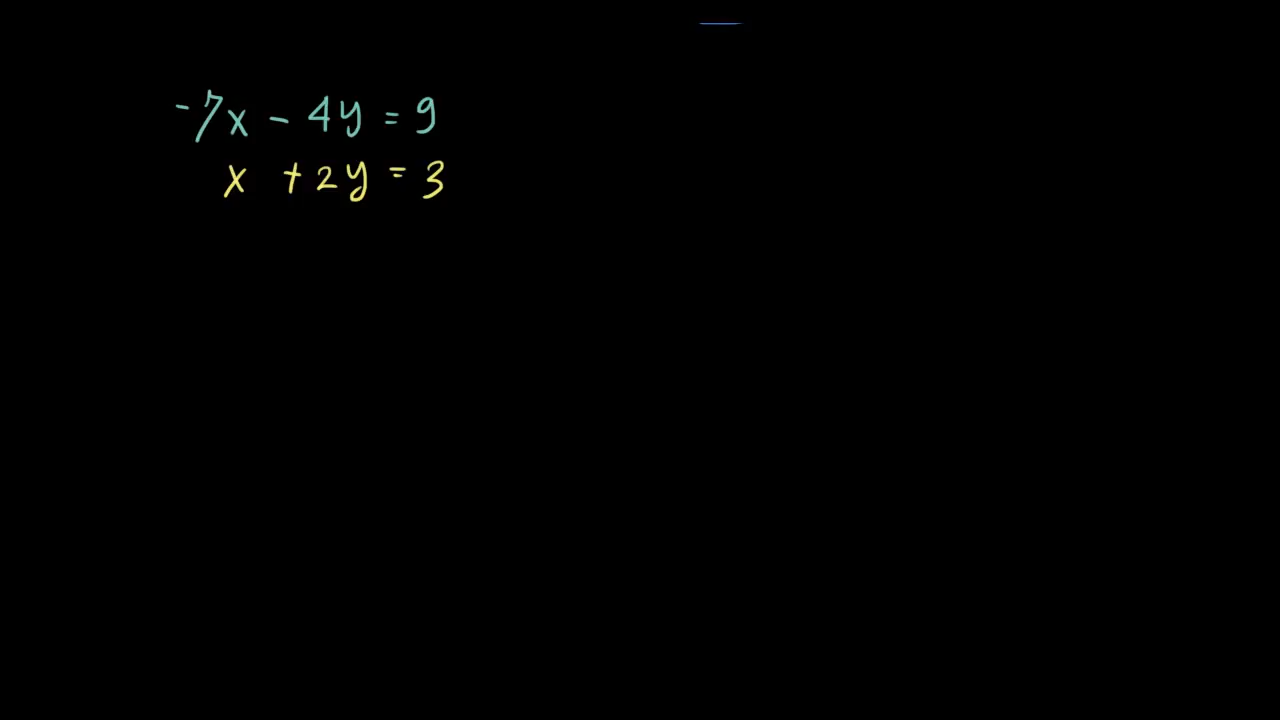 -7x - 4y = 9
x + 2y = 3